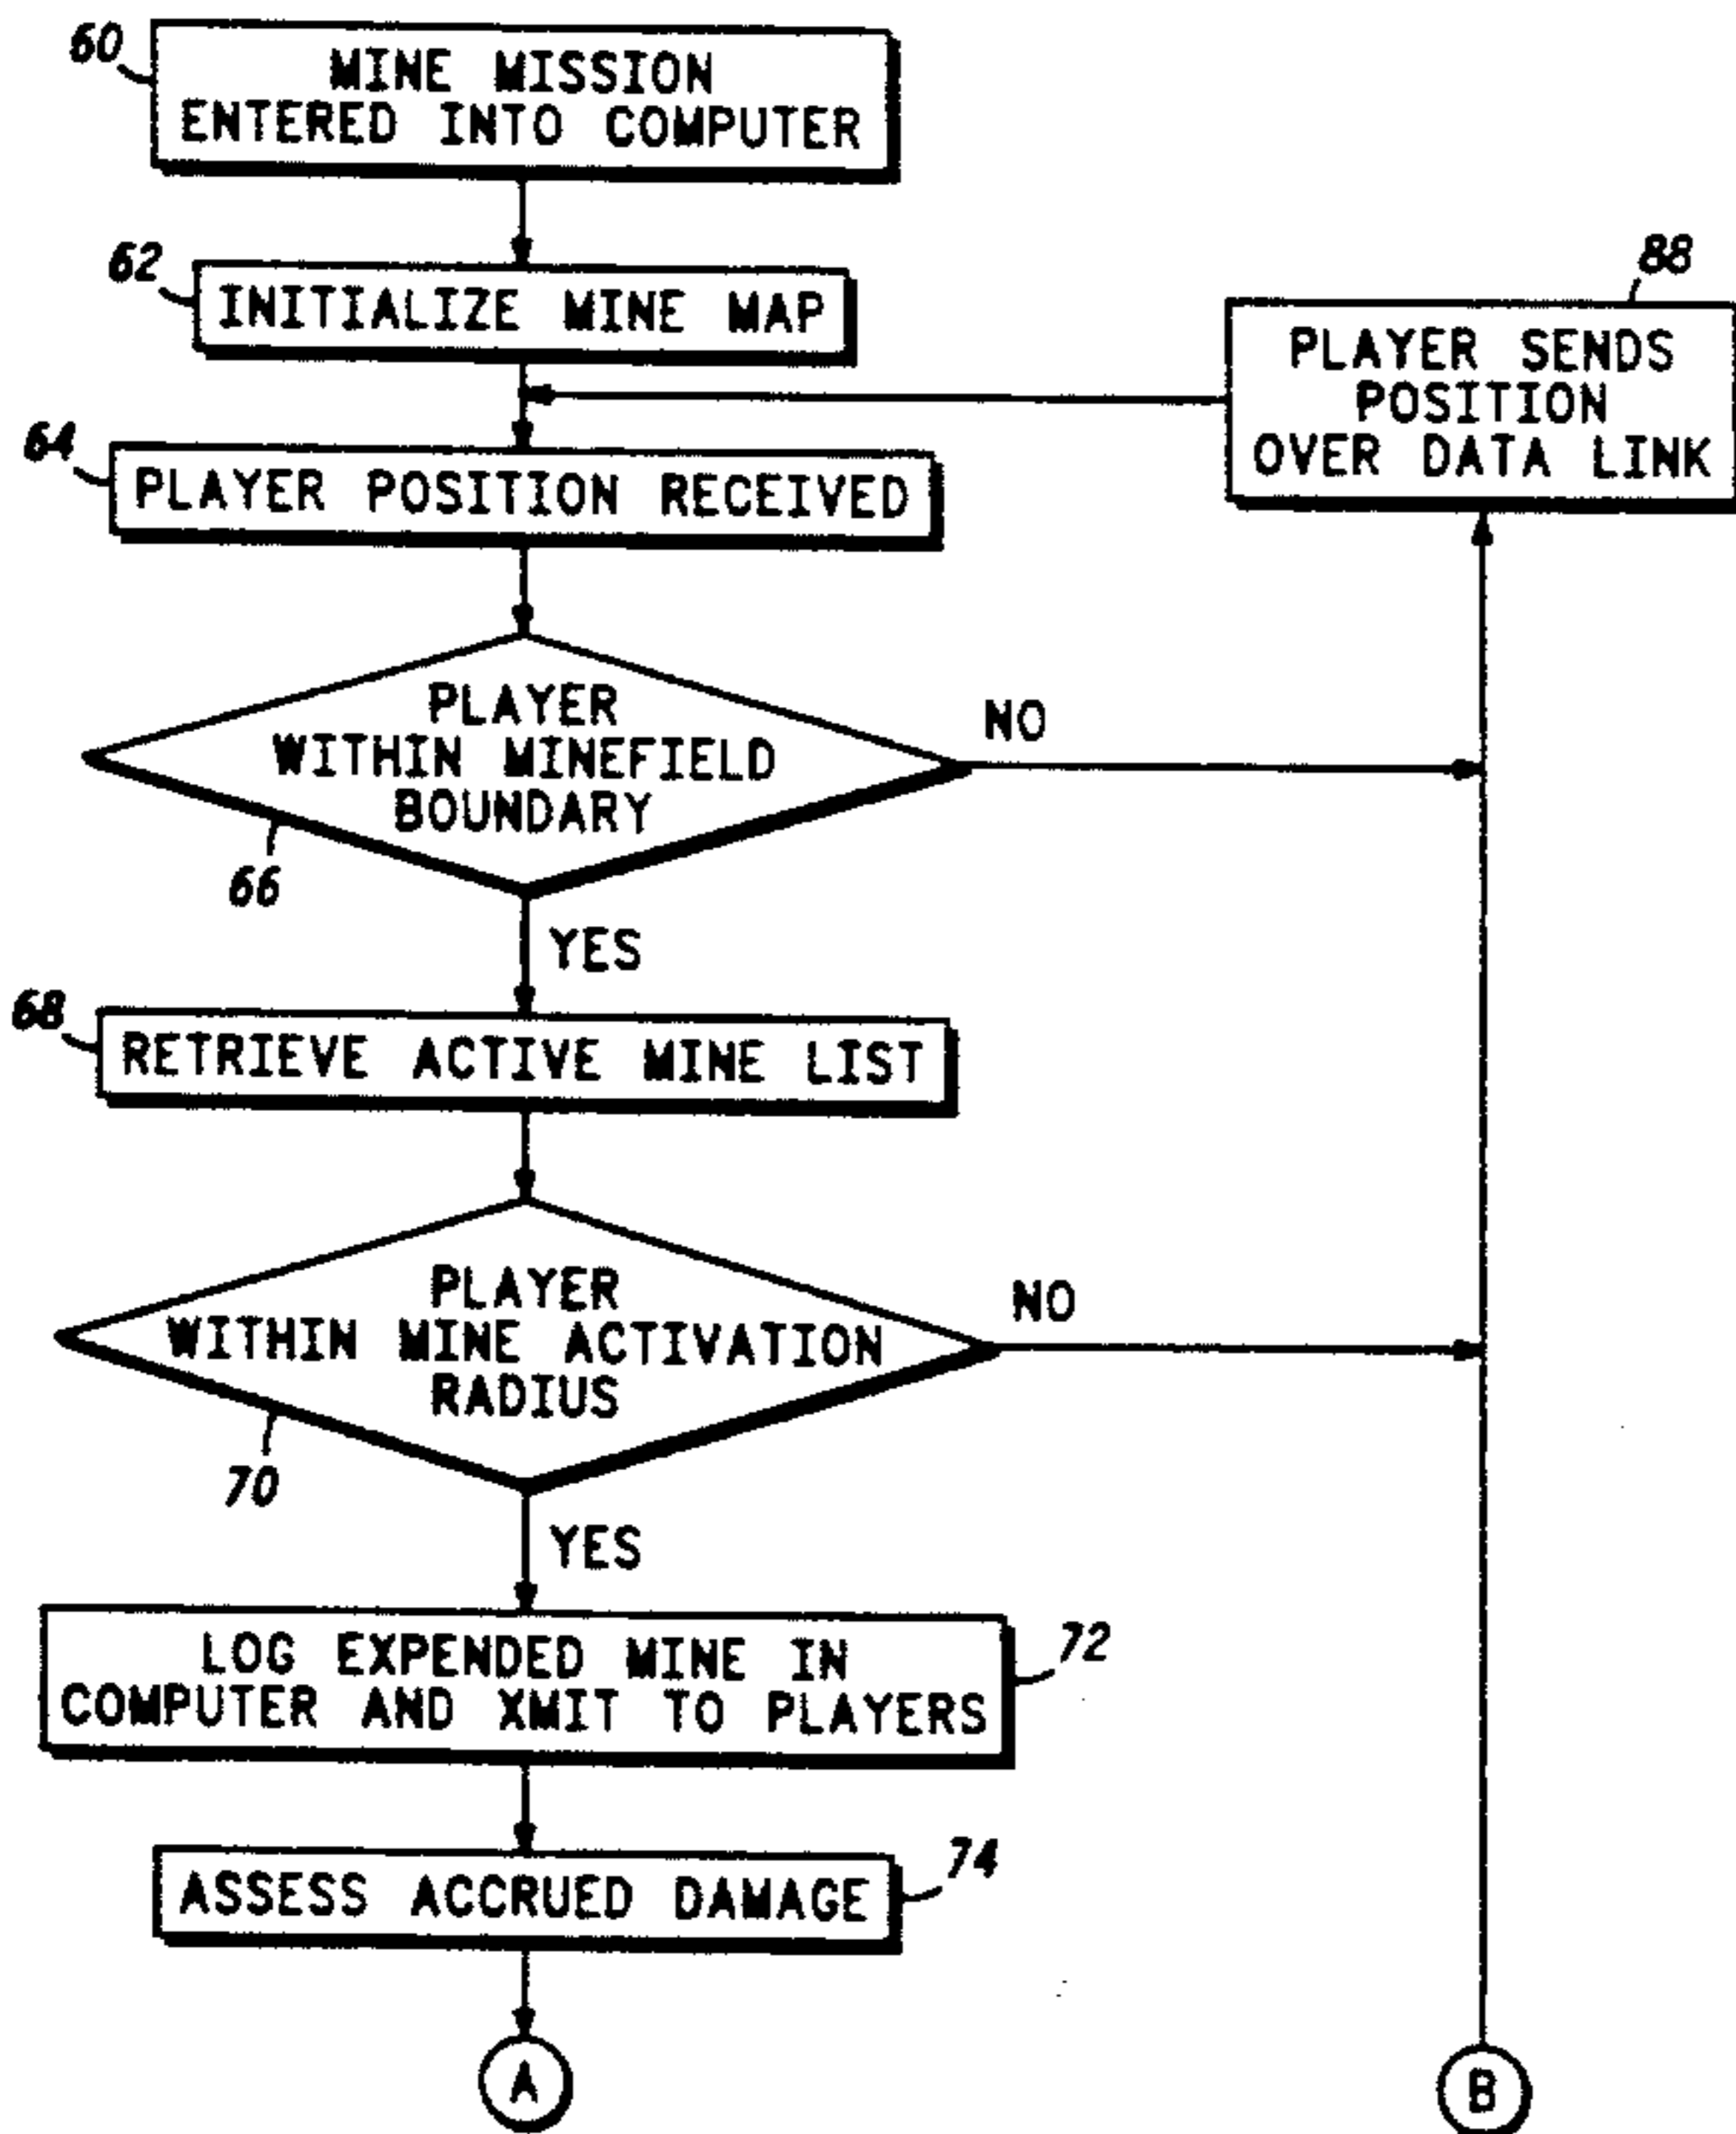 60
MINE MISSION
ENTERED INTO COMPUTER
62
INITIALIZE MINE MAP
88
PLAYER SENDS
POSITION
OVER DATA LINK
64
PLAYER POSITION RECEIVED
PLAYER
WITHIN MINEFIELD
BOUNDARY
NO
66
YES
68
RETRIEVE ACTIVE MINE LIST
PLAYER
WITHIN MINE ACTIVATION
RADIUS
NO
70
YES
LOG EXPENDED MINE IN
COMPUTER AND XMIT TO PLAYERS
72
ASSESS ACCRUED DAMAGE
74
A
B